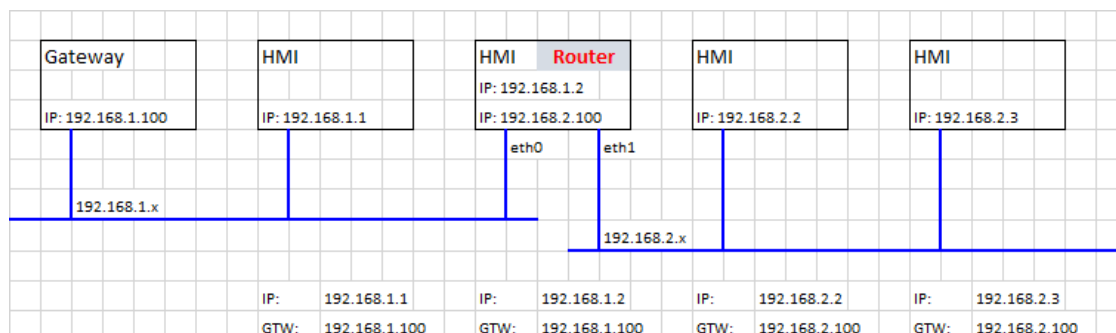 Gateway
IP: 192.168.1.100
HMI
IP: 192.168.1.1
HMI Router
IP: 192.168.1.2
IP: 192.168.2.100
HMI
IP: 192.168.2.2
HMI
IP: 192.168.2.3
eth0
eth1
192.168.1.x
192.168.2.x
IP: 192.168.1.1
GTW: 192.168.1.100
IP: 192.168.1.2
GTW: 192.168.1.100
IP: 192.168.2.2
GTW: 192.168.2.100
IP: 192.168.2.3
GTW: 192.168.2.100